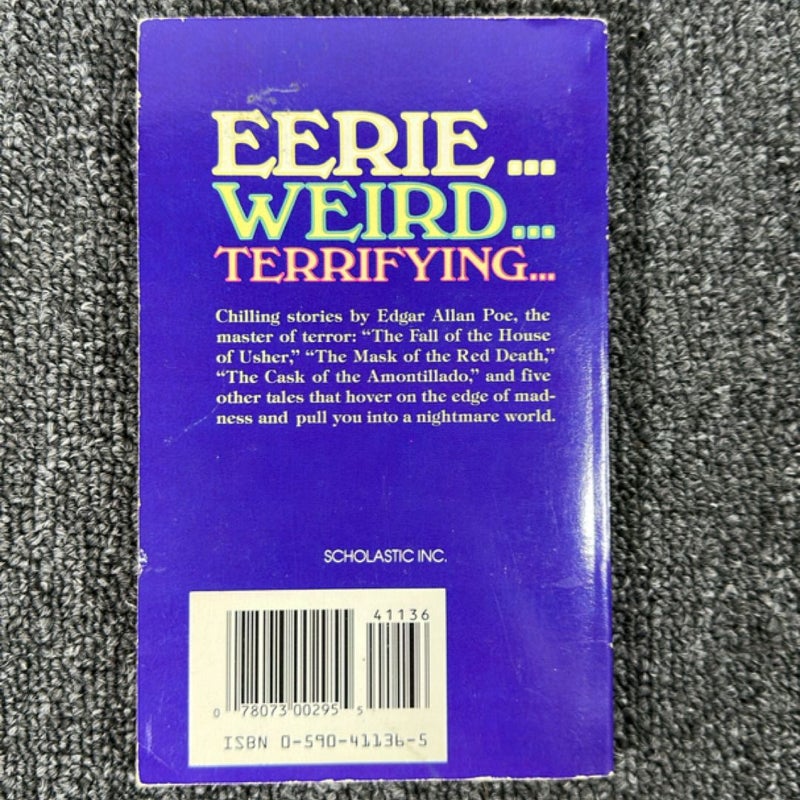 EERIE...
WEIRD...
TERRIFYING...
Chilling stories by Edgar Allan Poe, the
master of terror: “The Fall of the House
of Usher,” “The Mask of the Red Death,”
“The Cask of the Amontillado,” and five
other tales that hover on the edge of mad-
ness and pull you into a nightmare world.
SCHOLASTIC INC.
41136
0 78073 00295 5
ISBN 0-590-41136-5